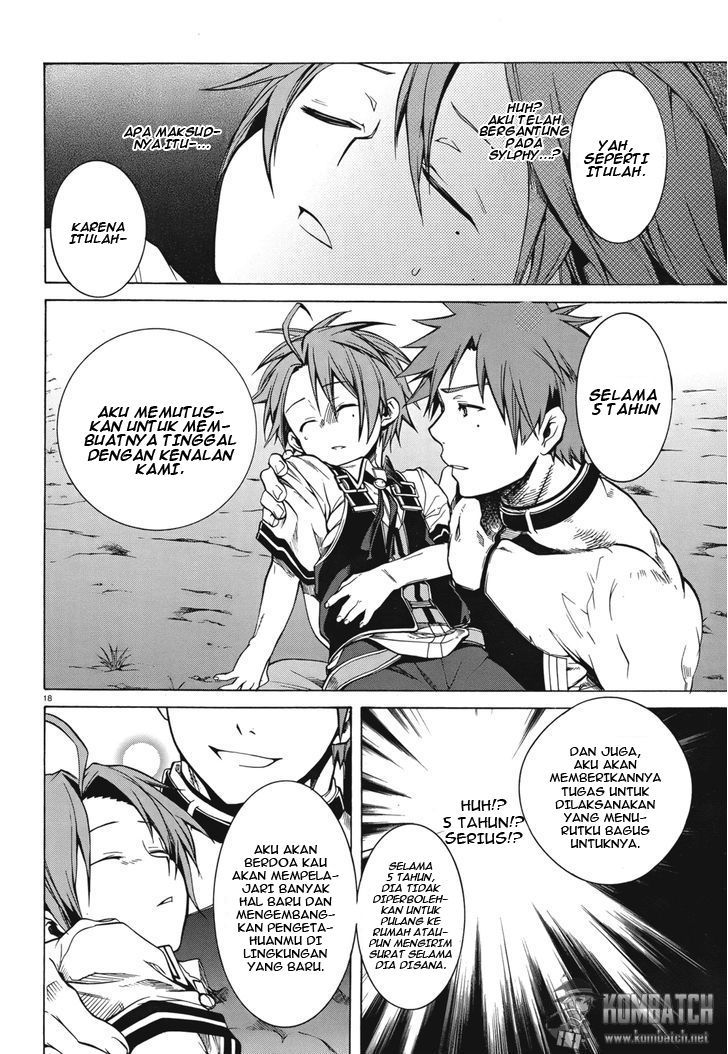 YAH,
SEPERTI
ITULAH.
HUH?
AKU TELAH
BERGANTUNG
PADA
SYLPHY...?
APA MAKSUD-
NYA ITU-...
KARENA
ITULAH-
SELAMA
5 TAHUN
AKU MEMUTUS-
KAN UNTUK MEM-
BUATNYA TINGGAL
DENGAN KENALAN
KAMI.
18
DAN JUGA,
AKU AKAN
MEMBERIKANNYA
TUGAS UNTUK
DILAKSANAKAN
YANG MENU-
RUTKU BAGUS
UNTUKNYA.
HUH!?
5 TAHUN!?
SERIUS!?
SELAMA
5 TAHUN,
DIA TIDAK
DIPERBOLEH-
KAN UNTUK
PULANG KE
RUMAH ATAU-
PUN MENGIRIM
SURAT SELAMA
DIA DISANA.
AKU AKAN
BERDOA KAU
AKAN MEMPELA-
JARI BANYAK
HAL BARU DAN
MENGEMBANG-
KAN PENGETA-
HUANMU DI
LINGKUNGAN
YANG BARU.
KOMBATCH
www.kombatch.net